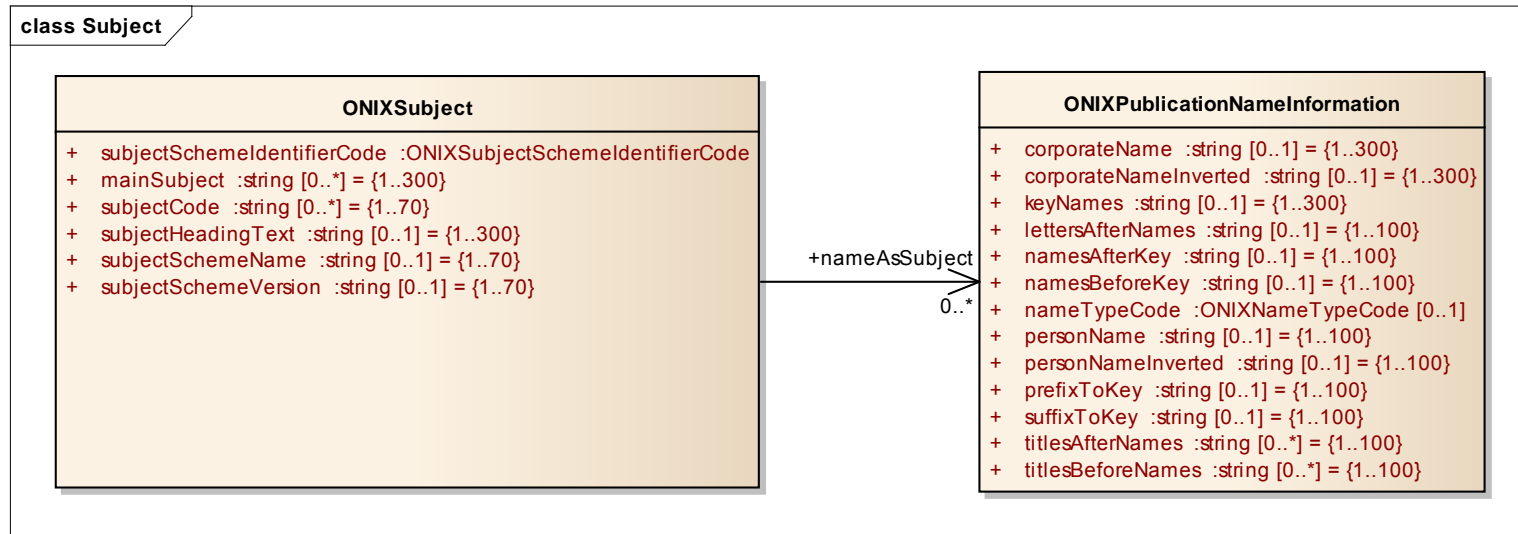 class Subject
ONIXSubject
+ subjectSchemeIdentifierCode :ONIXSubjectSchemeIdentifierCode
+ mainSubject :string [0..*] = {1..300}
+ subjectCode :string [0..*] = {1..70}
+ subjectHeadingText :string [0..1] = {1..300}
+ subjectSchemeName :string [0..1] = {1..70}
+ subjectSchemeVersion :string [0..1] = {1..70}
+nameAsSubject
0..*
ONIXPublicationNameInformation
+ corporateName :string [0..1] = {1..300}
+ corporateNameInverted :string [0..1] = {1..300}
+ keyNames :string [0..1] = {1..300}
+ lettersAfterNames :string [0..1] = {1..100}
+ namesAfterKey :string [0..1] = {1..100}
+ namesBeforeKey :string [0..1] = {1..100}
+ nameTypeCode :ONIXNameTypeCode [0..1]
+ personName :string [0..1] = {1..100}
+ personNameInverted :string [0..1] = {1..100}
+ prefixToKey :string [0..1] = {1..100}
+ suffixToKey :string [0..1] = {1..100}
+ titlesAfterNames :string [0..*] = {1..100}
+ titlesBeforeNames :string [0..*] = {1..100}